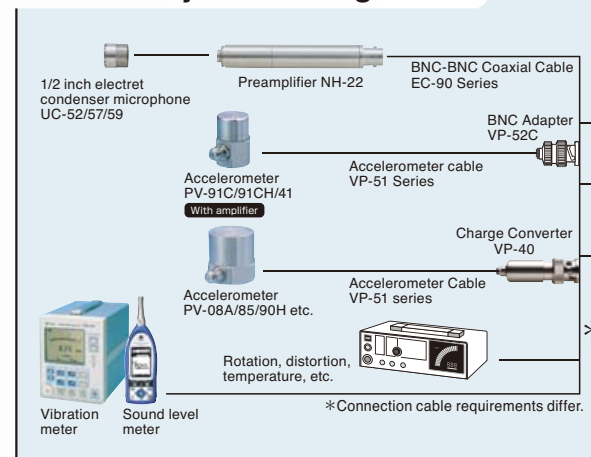 1/2 inch electret
condenser microphone
UC-52/57/59
Preamplifier NH-22
BNC-BNC Coaxial Cable
EC-90 Series
BNC Adapter
VP-52C
Accelerometer cable
VP-51 Series
Accelerometer
PV-91C/91CH/41
With amplifier
Charge Converter
VP-40
Accelerometer Cable
VP-51 series
Accelerometer
PV-08A/85/90H etc.
Rotation, distortion,
temperature, etc.
Vibration
meter
Sound level
meter
＊Connection cable requirements differ.